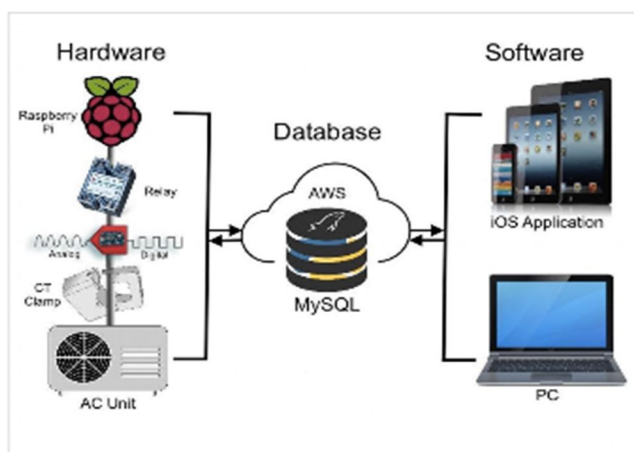 Hardware
Software
Database
Raspberry
Pi
Relay
Analog
Digital
CT
Clamp
AC Unit
AWS
MySQL
iOS Application
PC